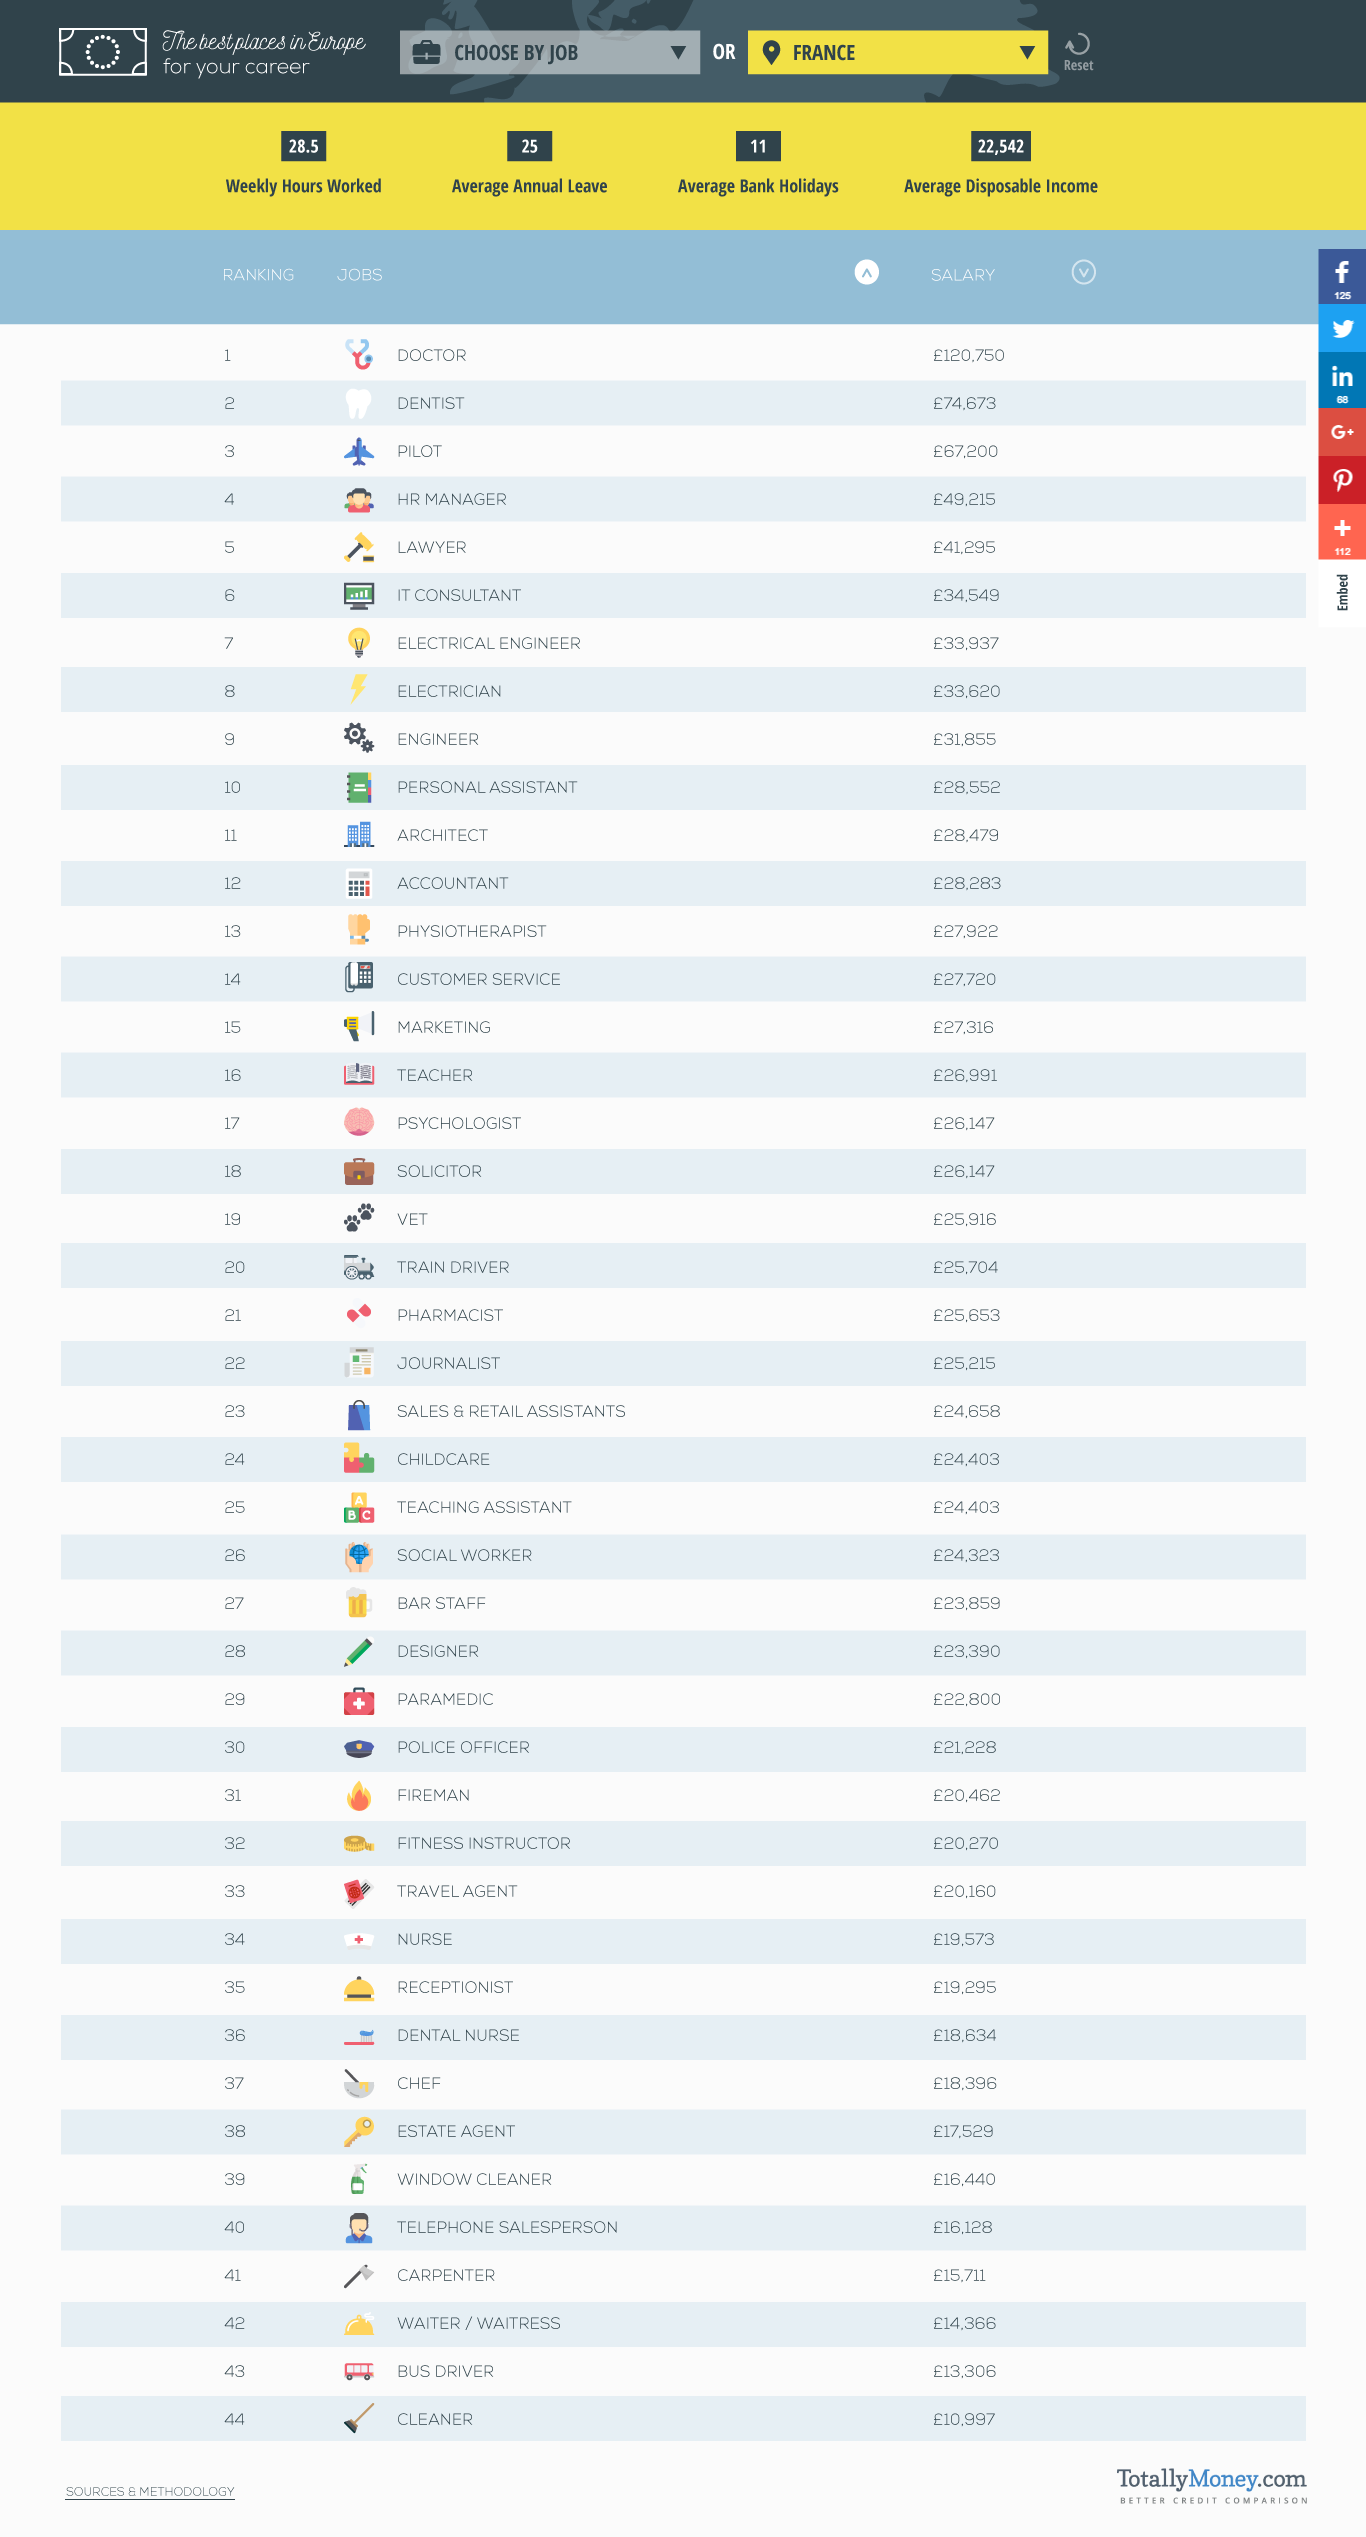 The best places in Europe
for your career
CHOOSE BY JOB
OR
FRANCE
Reset
28.5
25
11
22,542
Weekly Hours Worked
Average Annual Leave
Average Bank Holidays
Average Disposable Income
RANKING JOBS SALARY
125
68
G+
112
Embed
1 DOCTOR £120,750
2 DENTIST £74,673
3 PILOT £67,200
4 HR MANAGER £49,215
5 LAWYER £41,295
6 IT CONSULTANT £34,549
7 ELECTRICAL ENGINEER £33,937
8 ELECTRICIAN £33,620
9 ENGINEER £31,855
10 PERSONAL ASSISTANT £28,552
11 ARCHITECT £28,479
12 ACCOUNTANT £28,283
13 PHYSIOTHERAPIST £27,922
14 CUSTOMER SERVICE £27,720
15 MARKETING £27,316
16 TEACHER £26,991
17 PSYCHOLOGIST £26,147
18 SOLICITOR £26,147
19 VET £25,916
20 TRAIN DRIVER £25,704
21 PHARMACIST £25,653
22 JOURNALIST £25,215
23 SALES & RETAIL ASSISTANTS £24,658
24 CHILDCARE £24,403
25 TEACHING ASSISTANT £24,403
26 SOCIAL WORKER £24,323
27 BAR STAFF £23,859
28 DESIGNER £23,390
29 PARAMEDIC £22,800
30 POLICE OFFICER £21,228
31 FIREMAN £20,462
32 FITNESS INSTRUCTOR £20,270
33 TRAVEL AGENT £20,160
34 NURSE £19,573
35 RECEPTIONIST £19,295
36 DENTAL NURSE £18,634
37 CHEF £18,396
38 ESTATE AGENT £17,529
39 WINDOW CLEANER £16,440
40 TELEPHONE SALESPERSON £16,128
41 CARPENTER £15,711
42 WAITER / WAITRESS £14,366
43 BUS DRIVER £13,306
44 CLEANER £10,997
SOURCES & METHODOLOGY
TotallyMoney.com
BETTER CREDIT COMPARISON